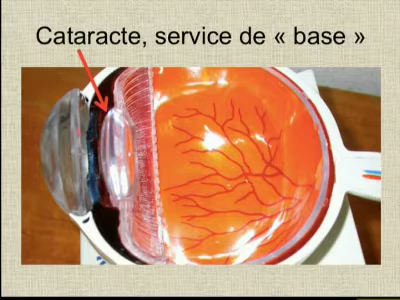 Cataracte, service de « base »